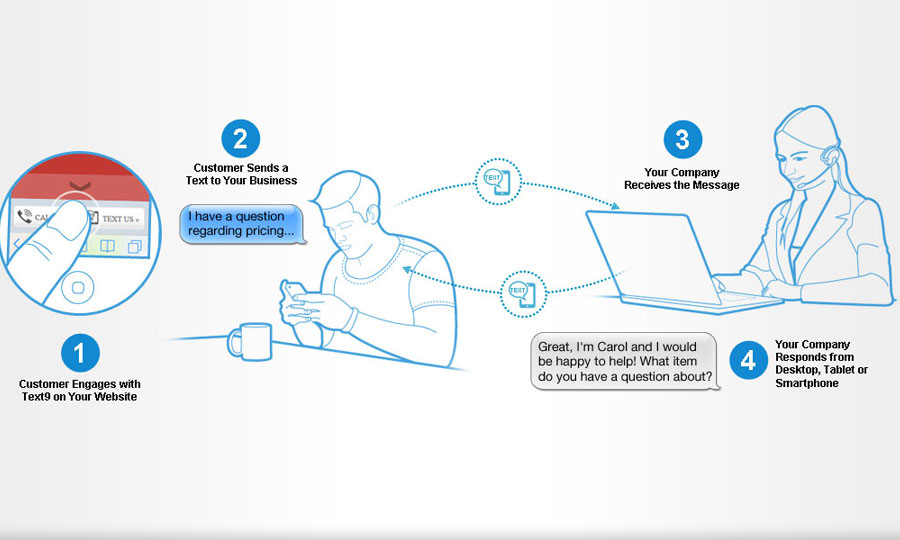 1
Customer Engages with
Text9 on Your Website
CAL
TEXT US »
2
Customer Sends a
Text to Your Business
I have a question
regarding pricing...
TEXT
TEXT
3
Your Company
Receives the Message
Great, I'm Carol and I would
be happy to help! What item
do you have a question about?
4
Your Company
Responds from
Desktop, Tablet or
Smartphone